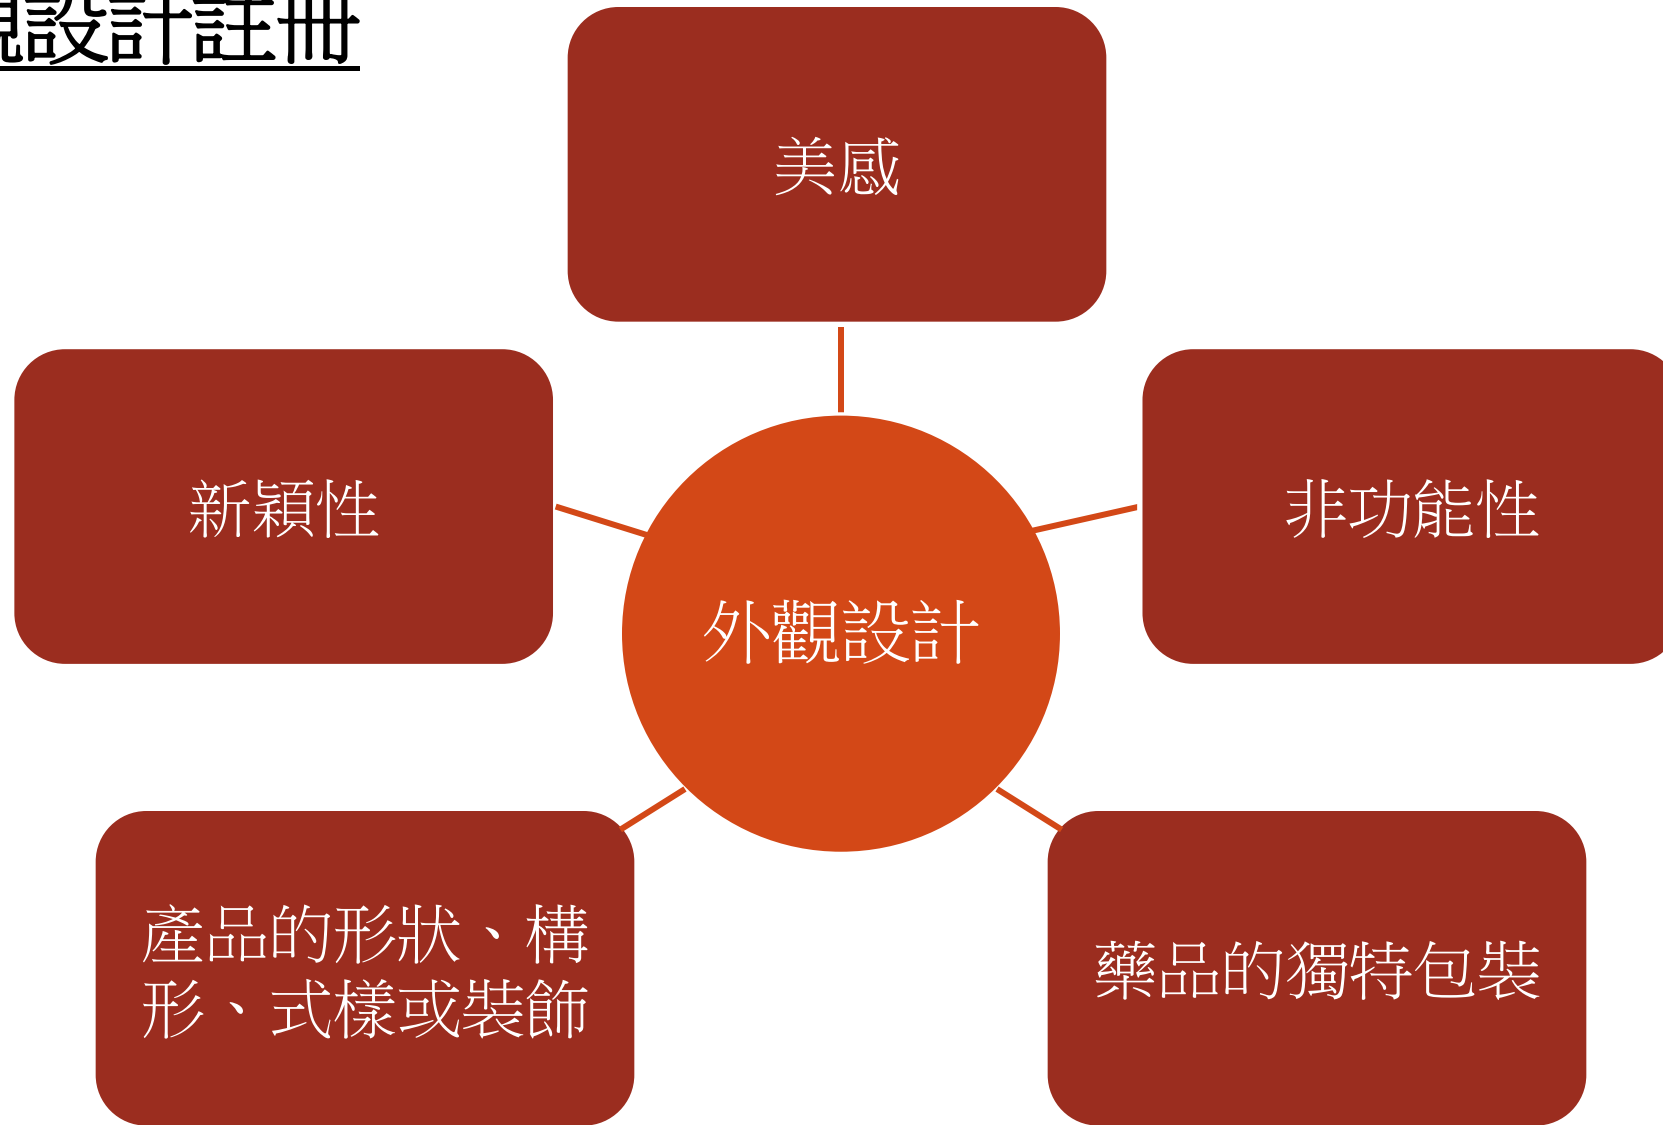 觀設計註冊
美感
新穎性
非功能性
外觀設計
產品的形狀、構
形、式樣或裝飾
藥品的獨特包裝